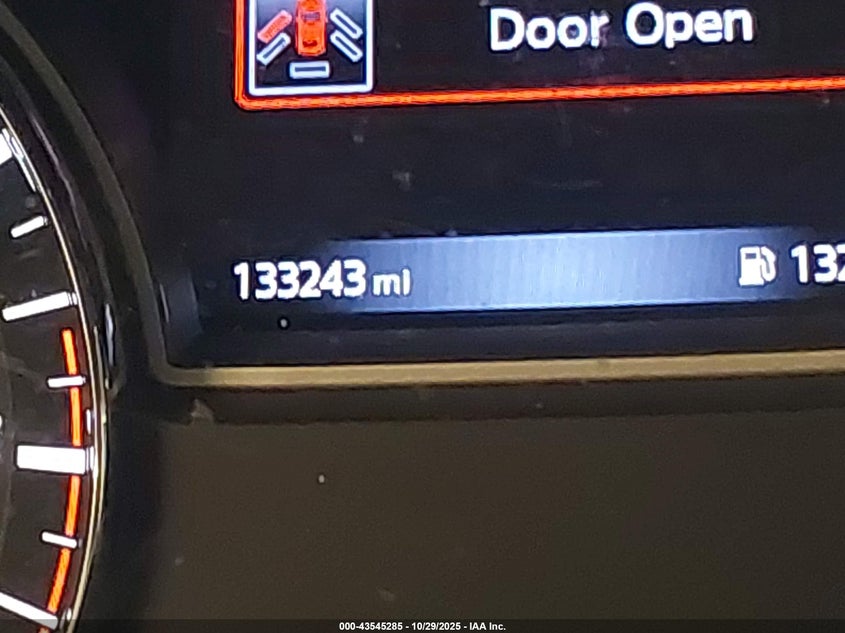 Door Open
133243 mi
000-43545285 - 10/29/2025 - IAA Inc.